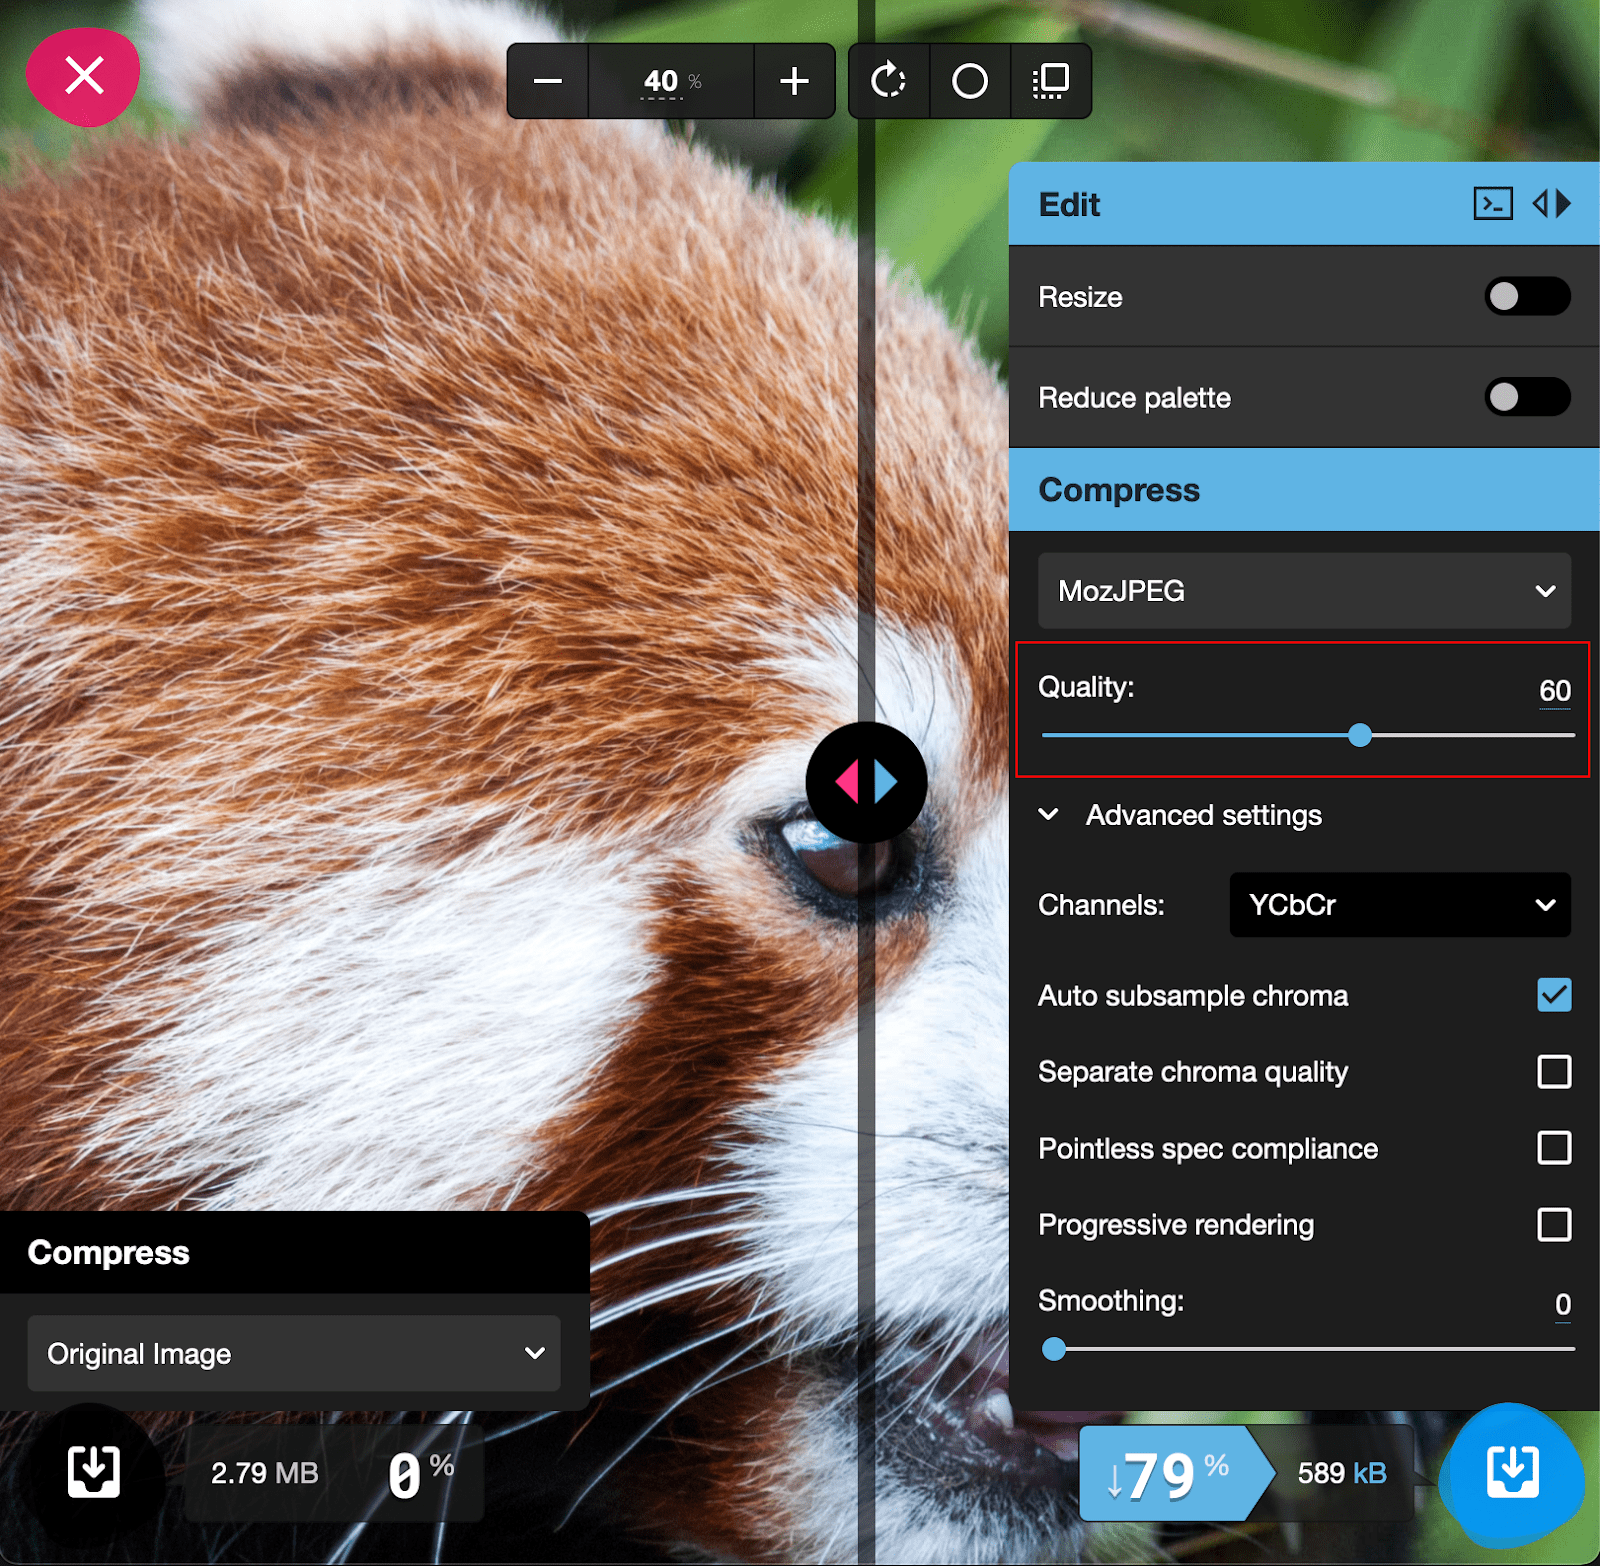 40 %
Edit
Resize
Reduce palette
Compress
MozJPEG
Quality: 60
Advanced settings
Channels: YCbCr
Auto subsample chroma
Separate chroma quality
Pointless spec compliance
Progressive rendering
Smoothing: 0
Compress
Original Image
2.79 MB 0 %
↓79 % 589 kB